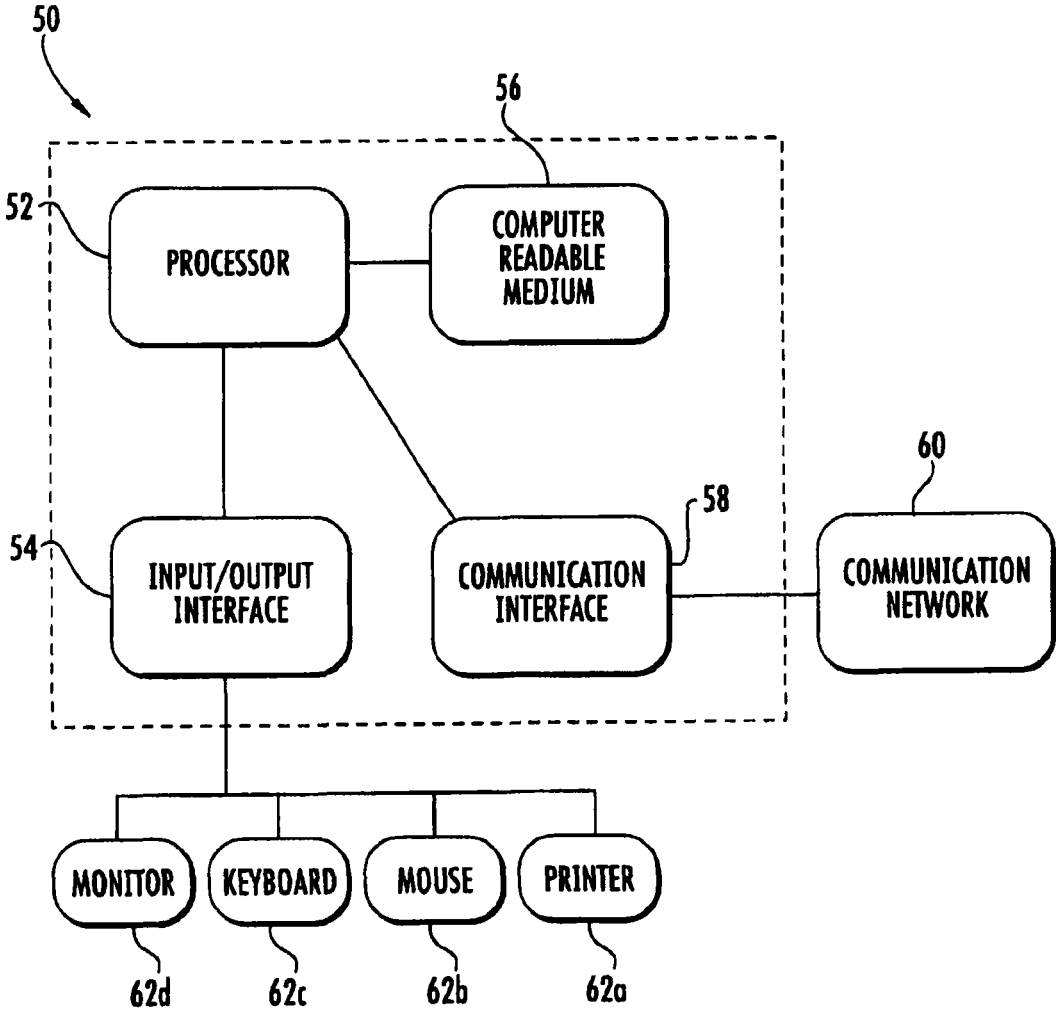 50
56
52
PROCESSOR
COMPUTER
READABLE
MEDIUM
60
58
54
INPUT/OUTPUT
INTERFACE
COMMUNICATION
INTERFACE
COMMUNICATION
NETWORK
MONITOR
KEYBOARD
MOUSE
PRINTER
62d
62c
62b
62a